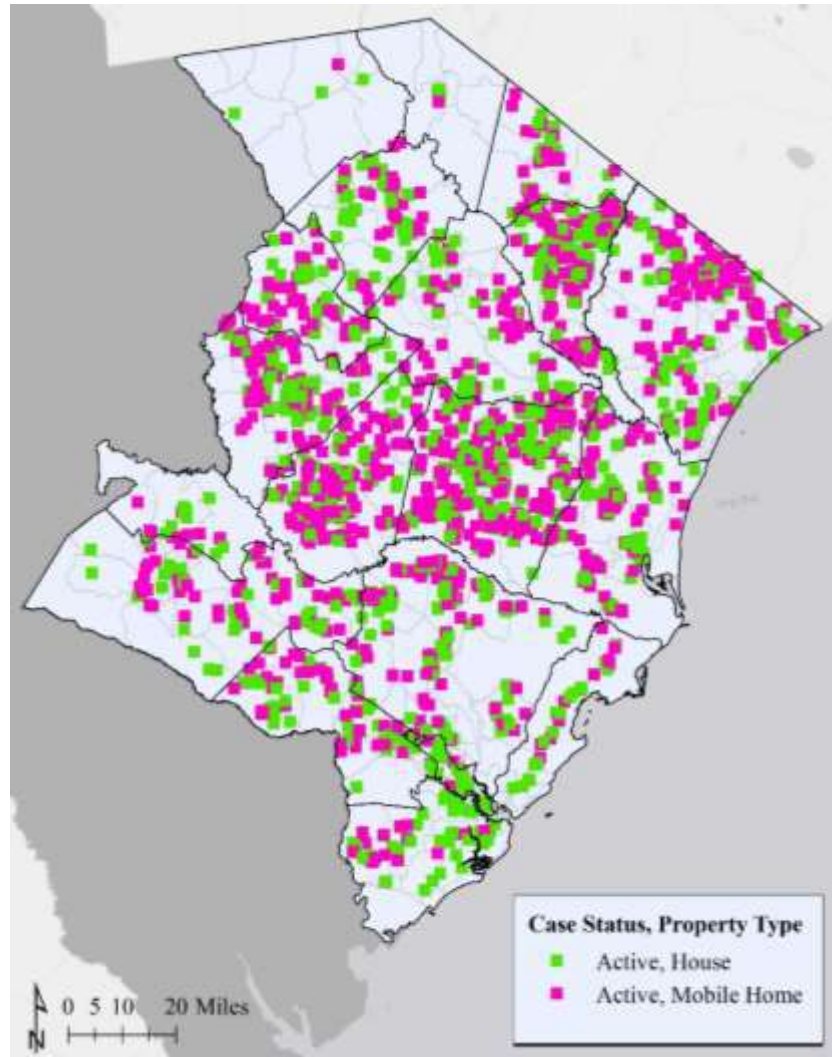 Case Status, Property Type
Active, House
Active, Mobile Home
0 5 10 20 Miles
N